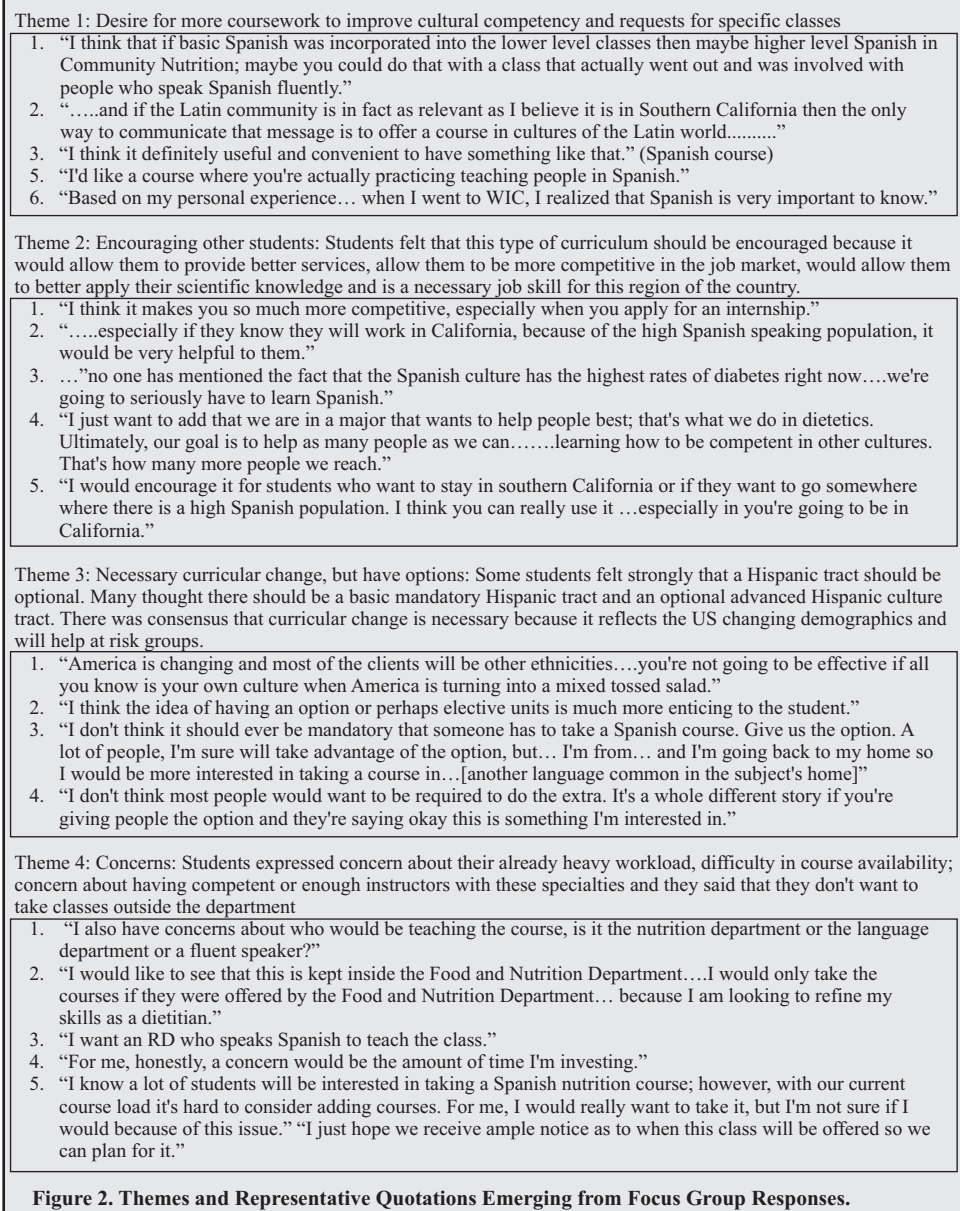 Theme 1: Desire for more coursework to improve cultural competency and requests for specific classes
1. “I think that if basic Spanish was incorporated into the lower level classes then maybe higher level Spanish in
Community Nutrition; maybe you could do that with a class that actually went out and was involved with
people who speak Spanish fluently.”
2. “…..and if the Latin community is in fact as relevant as I believe it is in Southern California then the only
way to communicate that message is to offer a course in cultures of the Latin world..........”
3. “I think it definitely useful and convenient to have something like that.” (Spanish course)
5. “I'd like a course where you're actually practicing teaching people in Spanish.”
6. “Based on my personal experience… when I went to WIC, I realized that Spanish is very important to know.”
Theme 2: Encouraging other students: Students felt that this type of curriculum should be encouraged because it
would allow them to provide better services, allow them to be more competitive in the job market, would allow them
to better apply their scientific knowledge and is a necessary job skill for this region of the country.
1. “I think it makes you so much more competitive, especially when you apply for an internship.”
2. “…..especially if they know they will work in California, because of the high Spanish speaking population, it
would be very helpful to them.”
3. …”no one has mentioned the fact that the Spanish culture has the highest rates of diabetes right now….we're
going to seriously have to learn Spanish.”
4. “I just want to add that we are in a major that wants to help people best; that's what we do in dietetics.
Ultimately, our goal is to help as many people as we can…….learning how to be competent in other cultures.
That's how many more people we reach.”
5. “I would encourage it for students who want to stay in southern California or if they want to go somewhere
where there is a high Spanish population. I think you can really use it …especially in you're going to be in
California.”
Theme 3: Necessary curricular change, but have options: Some students felt strongly that a Hispanic tract should be
optional. Many thought there should be a basic mandatory Hispanic tract and an optional advanced Hispanic culture
tract. There was consensus that curricular change is necessary because it reflects the US changing demographics and
will help at risk groups.
1. “America is changing and most of the clients will be other ethnicities….you're not going to be effective if all
you know is your own culture when America is turning into a mixed tossed salad.”
2. “I think the idea of having an option or perhaps elective units is much more enticing to the student.”
3. “I don't think it should ever be mandatory that someone has to take a Spanish course. Give us the option. A
lot of people, I'm sure will take advantage of the option, but… I'm from… and I'm going back to my home so
I would be more interested in taking a course in…[another language common in the subject's home]”
4. “I don't think most people would want to be required to do the extra. It's a whole different story if you're
giving people the option and they're saying okay this is something I'm interested in.”
Theme 4: Concerns: Students expressed concern about their already heavy workload, difficulty in course availability;
concern about having competent or enough instructors with these specialties and they said that they don't want to
take classes outside the department
1. “I also have concerns about who would be teaching the course, is it the nutrition department or the language
department or a fluent speaker?”
2. “I would like to see that this is kept inside the Food and Nutrition Department….I would only take the
courses if they were offered by the Food and Nutrition Department… because I am looking to refine my
skills as a dietitian.”
3. “I want an RD who speaks Spanish to teach the class.”
4. “For me, honestly, a concern would be the amount of time I'm investing.”
5. “I know a lot of students will be interested in taking a Spanish nutrition course; however, with our current
course load it's hard to consider adding courses. For me, I would really want to take it, but I'm not sure if I
would because of this issue.” “I just hope we receive ample notice as to when this class will be offered so we
can plan for it.”
Figure 2. Themes and Representative Quotations Emerging from Focus Group Responses.